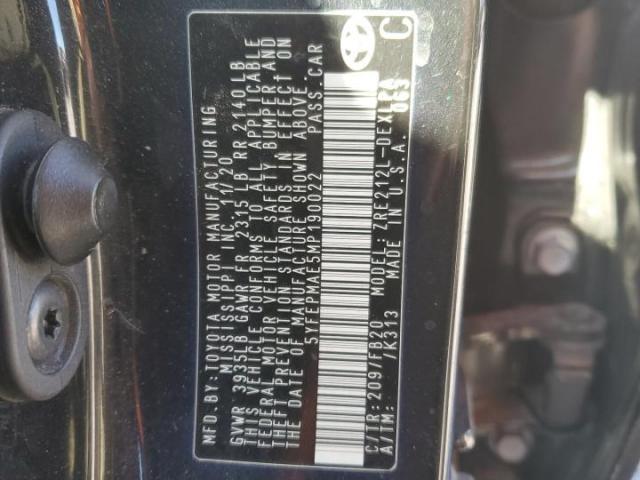 MFD.BY:TOYOTA MOTOR MANUFACTURING
MISSISSIPPI INC. 11/20
GVWR 3935LB GAWR FR 2315 LB RR 2140 LB
THIS VEHICLE CONFORMS TO ALL APPLICABLE
FEDERAL MOTOR VEHICLE SAFETY BUMPER AND
THEFT PREVENTION STANDARDS IN EFFECT ON
THE DATE OF MANUFACTURE SHOWN ABOVE.
5YFEPMAE5MP190022 PASS.CAR
C/TR:209/FB20 MODEL:ZRE212L-DEXLEA
A/TM: /K313 MADE IN U.S.A. 063
C